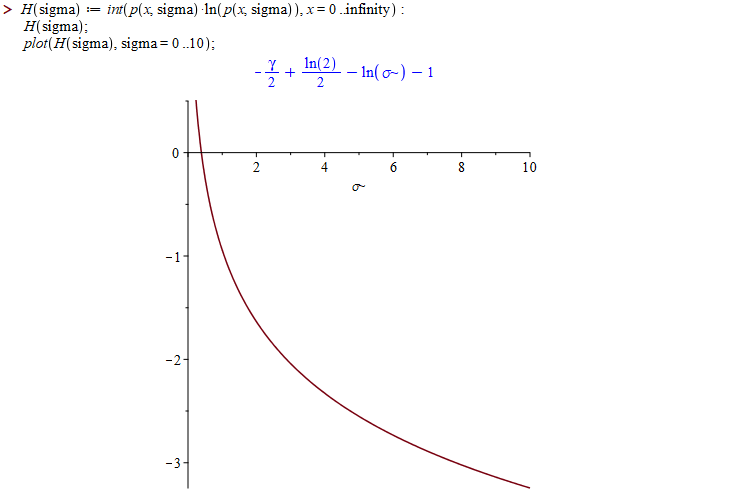 > H(sigma) := int(p(x, sigma)·ln(p(x, sigma)), x = 0 ..infinity) :
H(sigma);
plot(H(sigma), sigma = 0 ..10);
-γ/2 + ln(2)/2 − ln(σ~) − 1
0
2 4 6 8 10
σ~
−1
−2
−3